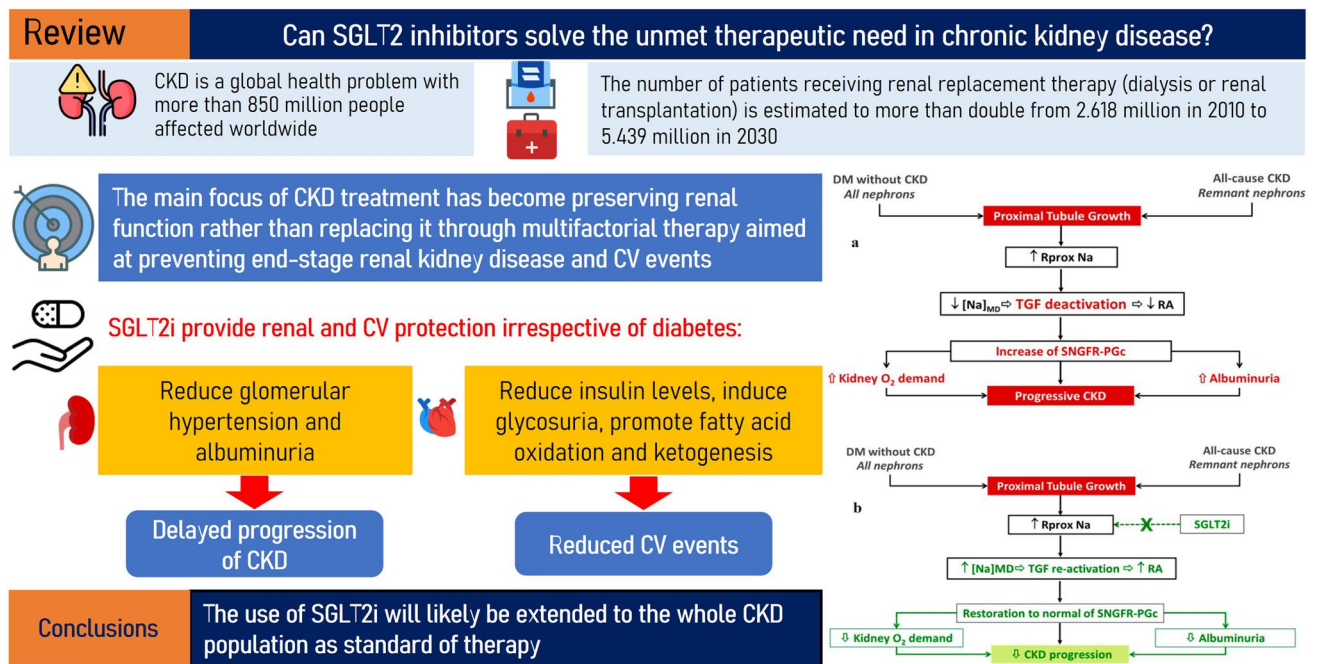 Review
Can SGLT2 inhibitors solve the unmet therapeutic need in chronic kidney disease?
CKD is a global health problem with
more than 850 million people
affected worldwide
The number of patients receiving renal replacement therapy (dialysis or renal
transplantation) is estimated to more than double from 2.618 million in 2010 to
5.439 million in 2030
The main focus of CKD treatment has become preserving renal
function rather than replacing it through multifactorial therapy aimed
at preventing end-stage renal kidney disease and CV events
SGLT2i provide renal and CV protection irrespective of diabetes:
Reduce glomerular
hypertension and
albuminuria
Delayed progression
of CKD
Reduce insulin levels, induce
glycosuria, promote fatty acid
oxidation and ketogenesis
Reduced CV events
DM without CKD
All nephrons
All-cause CKD
Remnant nephrons
Proximal Tubule Growth
a
↑ Rprox Na
↓ [Na]MD ⇨ TGF deactivation ⇨ ↓ RA
Increase of SNGFR-PGc
⇧ Kidney O₂ demand
⇧ Albuminuria
Progressive CKD
DM without CKD
All nephrons
All-cause CKD
Remnant nephrons
Proximal Tubule Growth
b
↑ Rprox Na
X
SGLT2i
↑ [Na]MD ⇨ TGF re-activation ⇨ ↑ RA
Restoration to normal of SNGFR-PGc
⇩ Kidney O₂ demand
⇩ Albuminuria
⇩ CKD progression
Conclusions
The use of SGLT2i will likely be extended to the whole CKD
population as standard of therapy